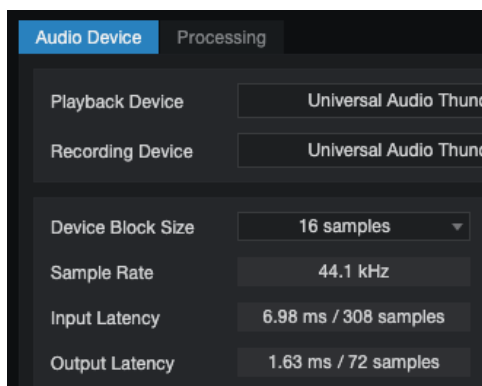 Audio Device Processing
Playback Device Universal Audio Thun
Recording Device Universal Audio Thun
Device Block Size 16 samples
Sample Rate 44.1 kHz
Input Latency 6.98 ms / 308 samples
Output Latency 1.63 ms / 72 samples